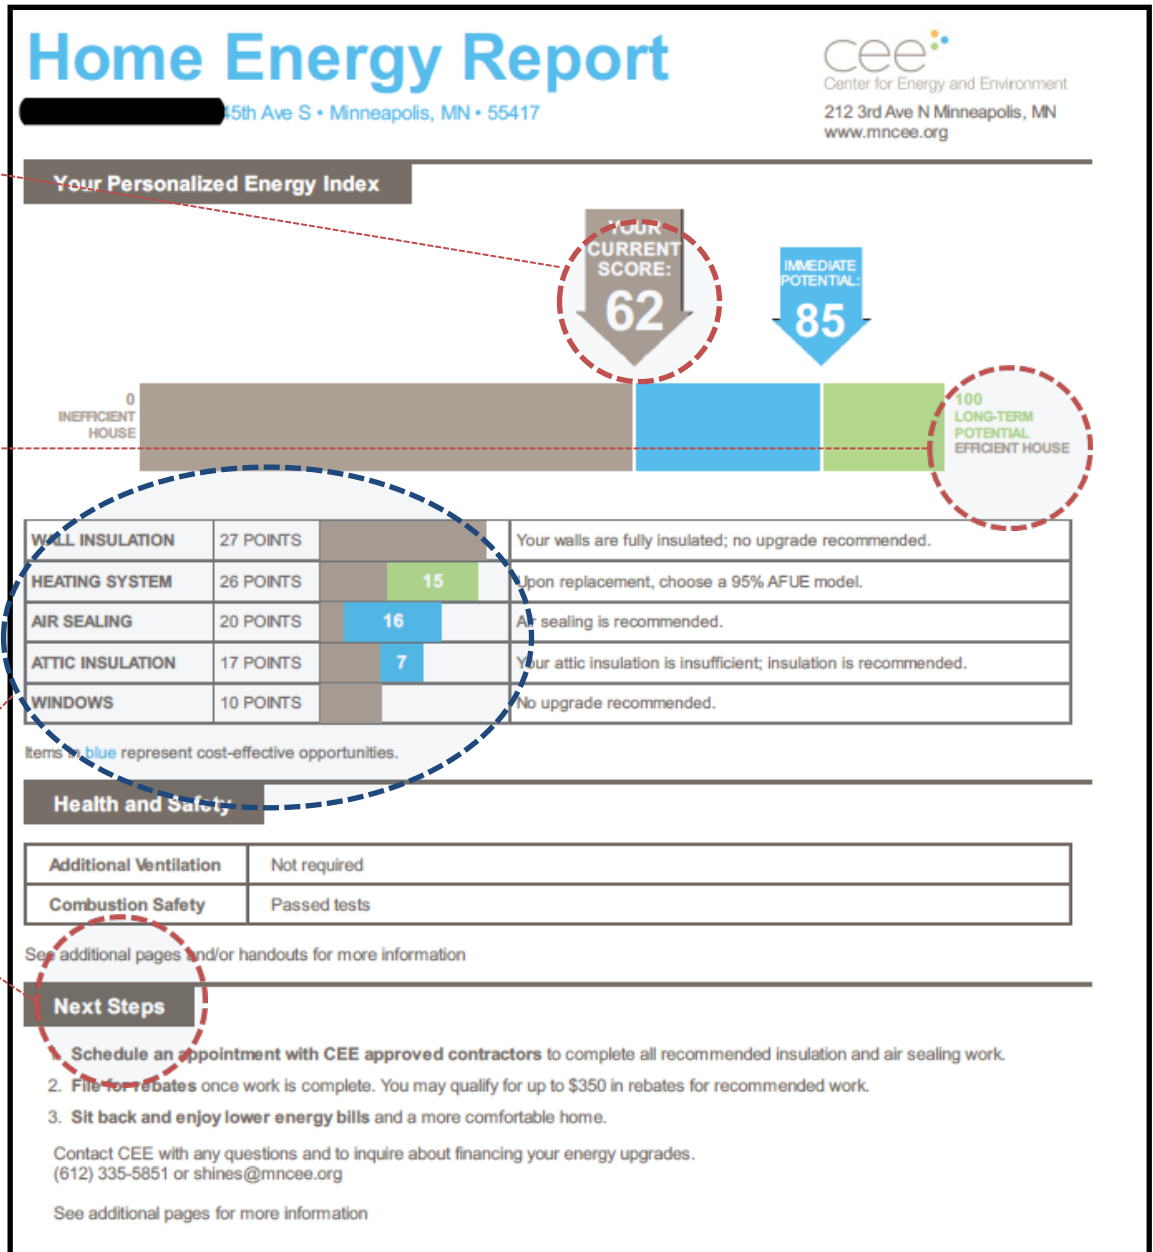 Home Energy Report
45th Ave S • Minneapolis, MN • 55417
cee
Center for Energy and Environment
212 3rd Ave N Minneapolis, MN
www.mncee.org
Your Personalized Energy Index
YOUR
CURRENT
SCORE:
62
IMMEDIATE
POTENTIAL:
85
0
INEFFICIENT
HOUSE
100
LONG-TERM
POTENTIAL
EFFICIENT HOUSE
WALL INSULATION 27 POINTS Your walls are fully insulated; no upgrade recommended.
HEATING SYSTEM 26 POINTS 15 Upon replacement, choose a 95% AFUE model.
AIR SEALING 20 POINTS 16 Air sealing is recommended.
ATTIC INSULATION 17 POINTS 7 Your attic insulation is insufficient; insulation is recommended.
WINDOWS 10 POINTS No upgrade recommended.
Items in blue represent cost-effective opportunities.
Health and Safety
Additional Ventilation Not required
Combustion Safety Passed tests
See additional pages and/or handouts for more information
Next Steps
1. Schedule an appointment with CEE approved contractors to complete all recommended insulation and air sealing work.
2. File for rebates once work is complete. You may qualify for up to $350 in rebates for recommended work.
3. Sit back and enjoy lower energy bills and a more comfortable home.
Contact CEE with any questions and to inquire about financing your energy upgrades.
(612) 335-5851 or shines@mncee.org
See additional pages for more information